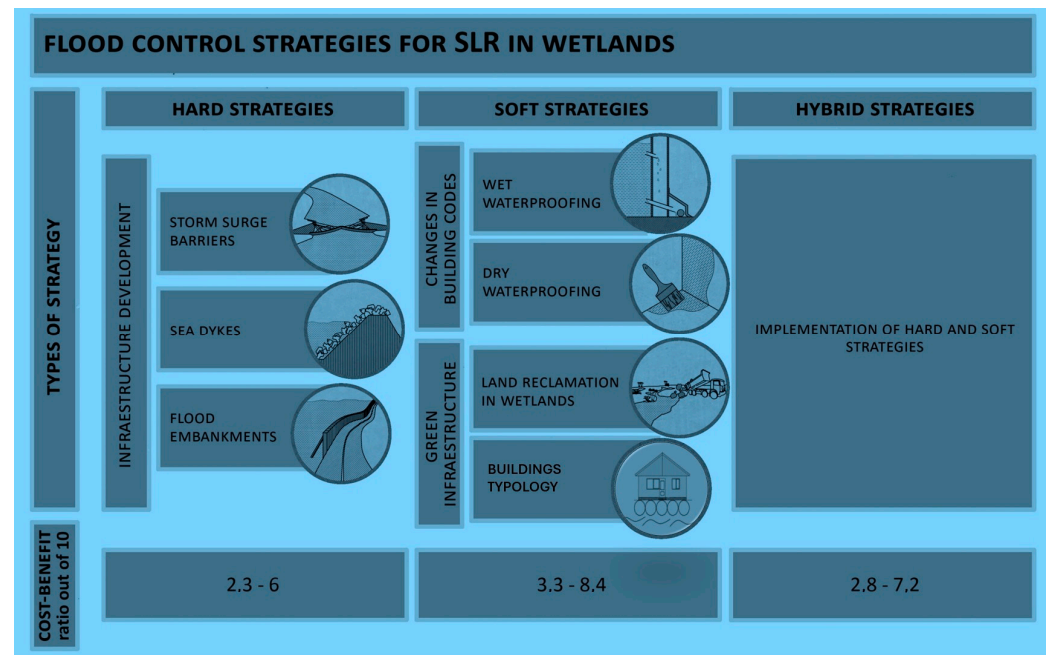 FLOOD CONTROL STRATEGIES FOR SLR IN WETLANDS
TYPES OF STRATEGY
HARD STRATEGIES
SOFT STRATEGIES
HYBRID STRATEGIES
INFRAESTRUCTURE DEVELOPMENT
STORM SURGE
BARRIERS
SEA DYKES
FLOOD
EMBANKMENTS
CHANGES IN
BUILDING CODES
WET
WATERPROOFING
DRY
WATERPROOFING
GREEN
INFRAESTRUCTURE
LAND RECLAMATION
IN WETLANDS
BUILDINGS
TYPOLOGY
IMPLEMENTATION OF HARD AND SOFT
STRATEGIES
COST-BENEFIT
ratio out of 10
2,3 - 6
3,3 - 8,4
2,8 - 7,2